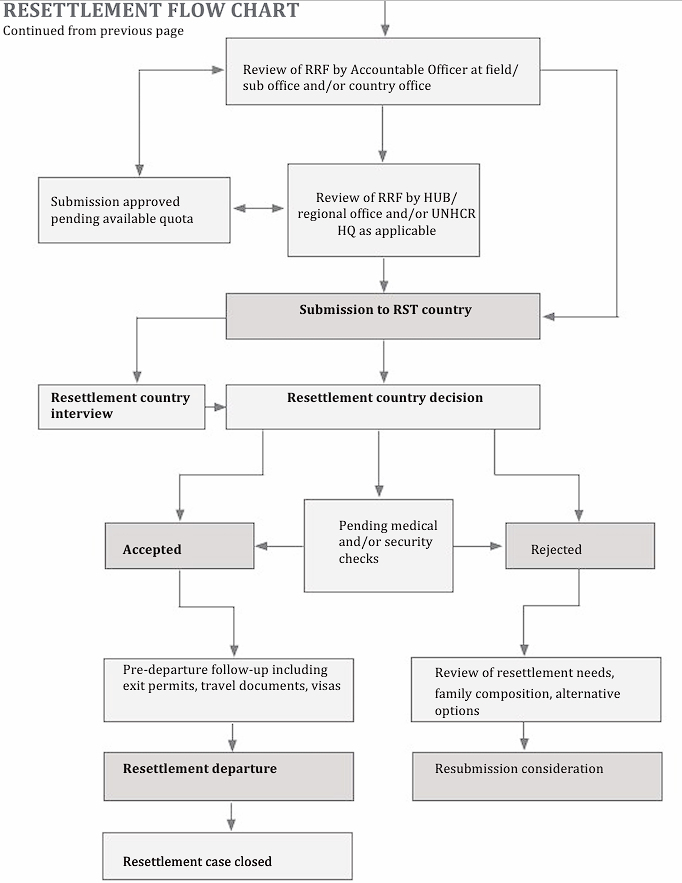 RESETTLEMENT FLOW CHART
Continued from previous page
Review of RRF by Accountable Officer at field/
sub office and/or country office
Submission approved
pending available quota
Review of RRF by HUB/
regional office and/or UNHCR
HQ as applicable
Submission to RST country
Resettlement country
interview
Resettlement country decision
Pending medical
and/or security
checks
Accepted
Rejected
Pre-departure follow-up including
exit permits, travel documents, visas
Review of resettlement needs,
family composition, alternative
options
Resettlement departure
Resubmission consideration
Resettlement case closed